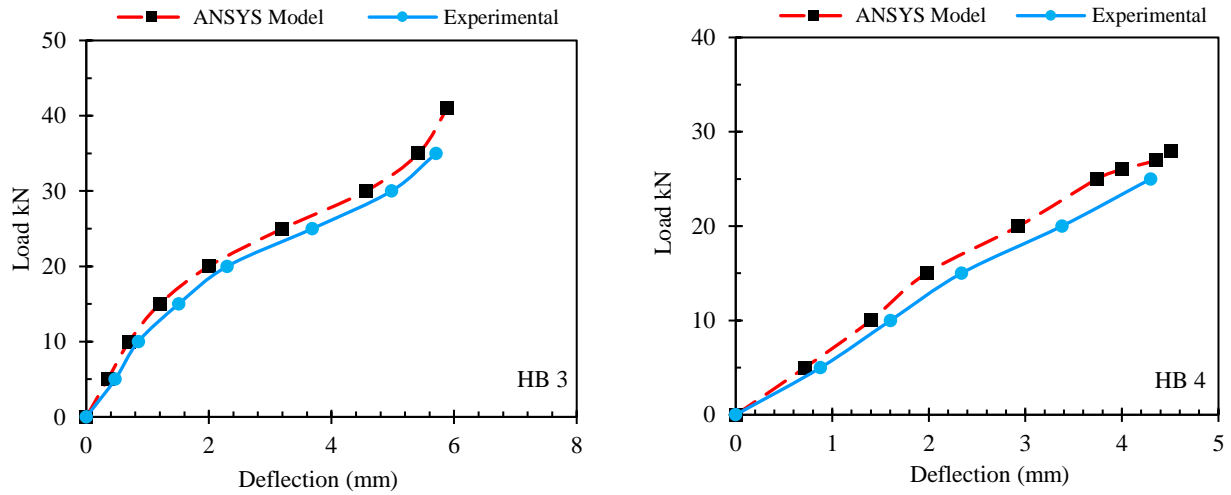 ANSYS Model Experimental
50
40
30
20
10
0
Load kN
HB 3
0 2 4 6 8
Deflection (mm)
ANSYS Model Experimental
40
30
20
10
0
Load kN
HB 4
0 1 2 3 4 5
Deflection (mm)